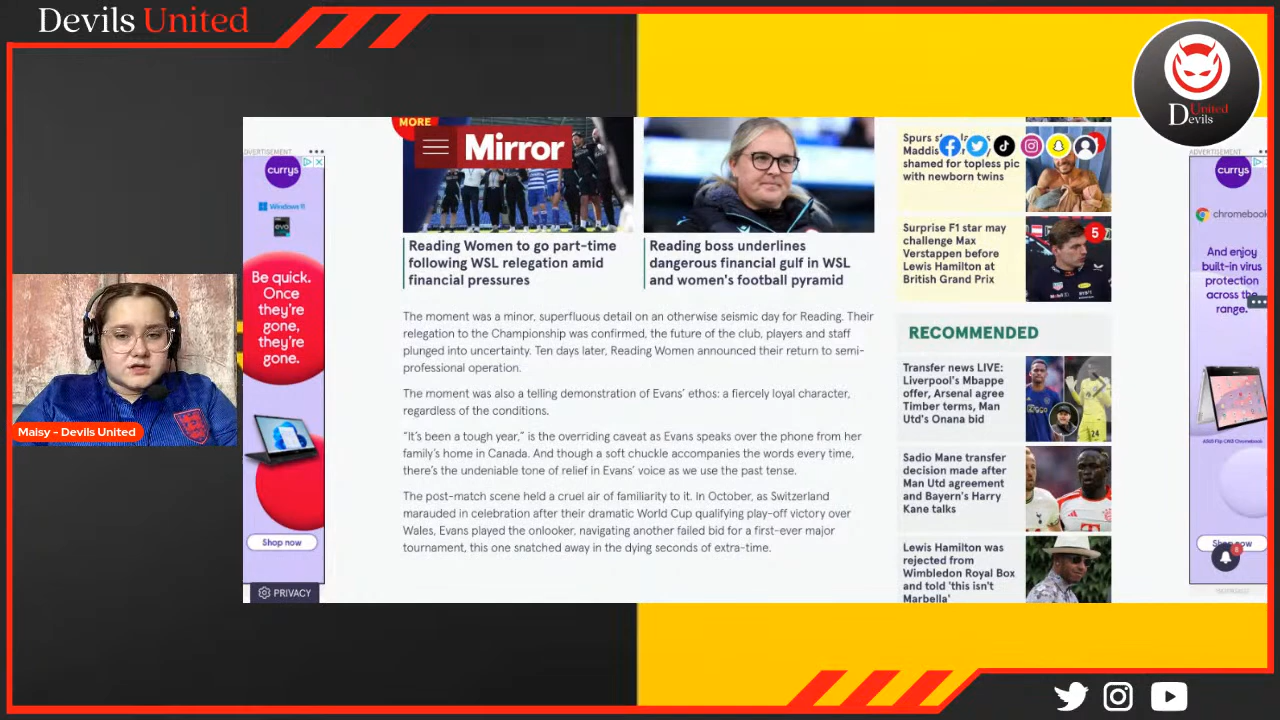 Devils United
United
Devils
MORE
Mirror
ADVERTISEMENT
currys
Windows 11
evo
Be quick.
Once
they're
gone,
they're
gone.
Shop now
PRIVACY
Maisy - Devils United
Reading Women to go part-time
following WSL relegation amid
financial pressures
Reading boss underlines
dangerous financial gulf in WSL
and women's football pyramid
The moment was a minor, superfluous detail on an otherwise seismic day for Reading. Their
relegation to the Championship was confirmed, the future of the club, players and staff
plunged into uncertainty. Ten days later, Reading Women announced their return to semi-
professional operation.
The moment was also a telling demonstration of Evans' ethos: a fiercely loyal character,
regardless of the conditions.
“It's been a tough year,” is the overriding caveat as Evans speaks over the phone from her
family's home in Canada. And though a soft chuckle accompanies the words every time,
there's the undeniable tone of relief in Evans' voice as we use the past tense.
The post-match scene held a cruel air of familiarity to it. In October, as Switzerland
marauded in celebration after their dramatic World Cup qualifying play-off victory over
Wales, Evans played the onlooker, navigating another failed bid for a first-ever major
tournament, this one snatched away in the dying seconds of extra-time.
Spurs
shamed for topless pic
with newborn twins
Surprise F1 star may
challenge Max
Verstappen before
Lewis Hamilton at
British Grand Prix
5
RECOMMENDED
Transfer news LIVE:
Liverpool's Mbappe
offer, Arsenal agree
Timber terms, Man
Utd's Onana bid
Sadio Mane transfer
decision made after
Man Utd agreement
and Bayern's Harry
Kane talks
Lewis Hamilton was
rejected from
Wimbledon Royal Box
and told 'this isn't
Marbella'
ADVERTISEMENT
currys
chromebook
And enjoy
built-in virus
protection
across the
range.
ASUS Flip CM3 Chromebook
Shop now
8